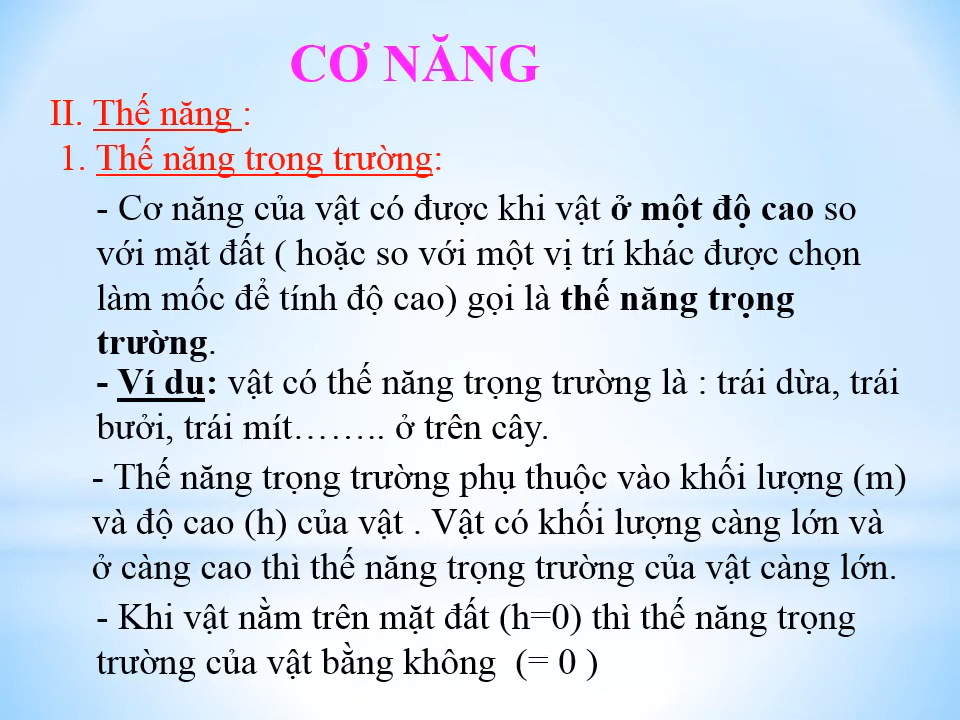 CƠ NĂNG
II. Thế năng :
1. Thế năng trọng trường:
- Cơ năng của vật có được khi vật ở một độ cao so
với mặt đất ( hoặc so với một vị trí khác được chọn
làm mốc để tính độ cao) gọi là thế năng trọng
trường.
- Ví dụ: vật có thế năng trọng trường là : trái dừa, trái
bưởi, trái mít…….. ở trên cây.
- Thế năng trọng trường phụ thuộc vào khối lượng (m)
và độ cao (h) của vật . Vật có khối lượng càng lớn và
ở càng cao thì thế năng trọng trường của vật càng lớn.
- Khi vật nằm trên mặt đất (h=0) thì thế năng trọng
trường của vật bằng không (= 0 )